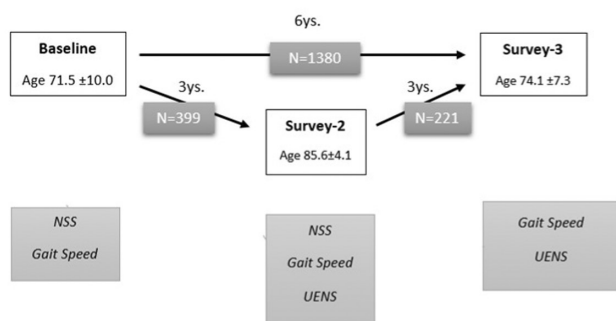 6ys.
Baseline
Age 71.5 ±10.0
N=1380
Survey-3
Age 74.1 ±7.3
3ys.
3ys.
N=399
N=221
Survey-2
Age 85.6±4.1
NSS
Gait Speed
NSS
Gait Speed
UENS
Gait Speed
UENS